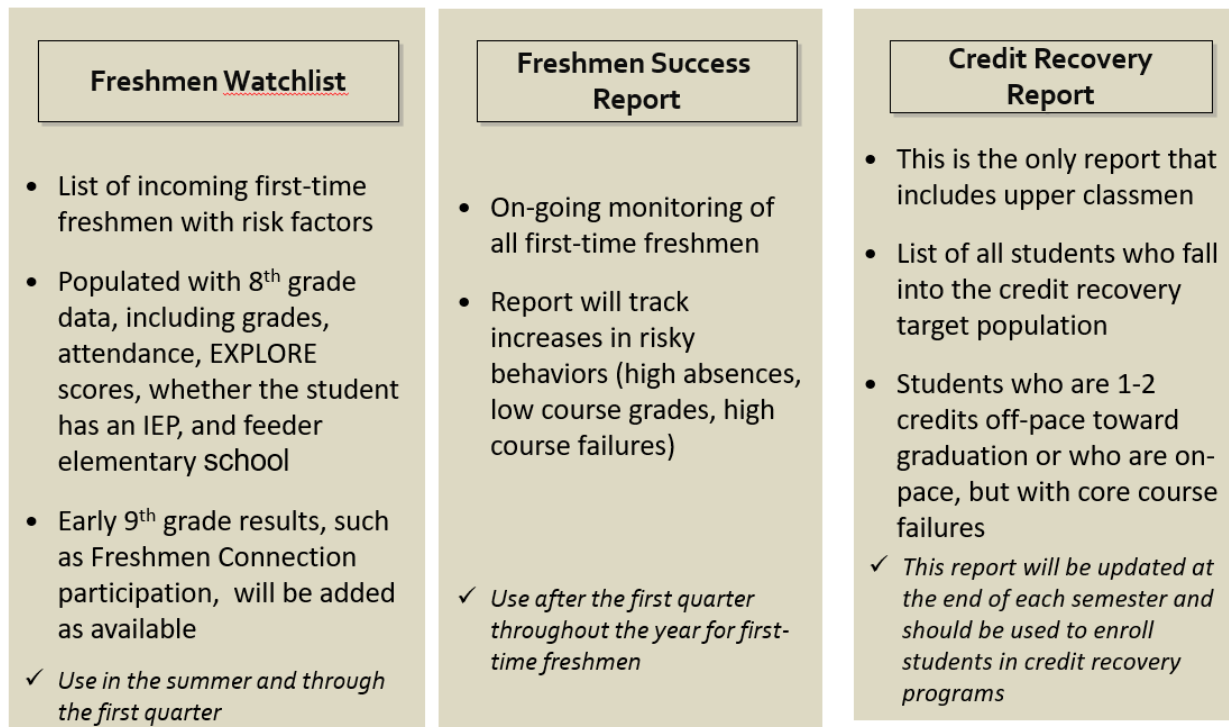 Freshmen Watchlist
• List of incoming first-time
freshmen with risk factors
• Populated with 8th grade
data, including grades,
attendance, EXPLORE
scores, whether the student
has an IEP, and feeder
elementary school
• Early 9th grade results, such
as Freshmen Connection
participation,  will be added
as available
✓ Use in the summer and through
the first quarter
Freshmen Success
Report
• On-going monitoring of
all first-time freshmen
• Report will track
increases in risky
behaviors (high absences,
low course grades, high
course failures)
✓ Use after the first quarter
throughout the year for first-
time freshmen
Credit Recovery
Report
• This is the only report that
includes upper classmen
• List of all students who fall
into the credit recovery
target population
• Students who are 1-2
credits off-pace toward
graduation or who are on-
pace, but with core course
failures
✓ This report will be updated at
the end of each semester and
should be used to enroll
students in credit recovery
programs